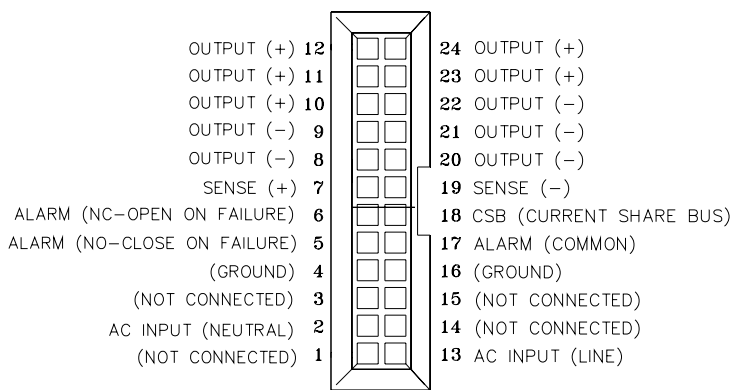 OUTPUT (+) 12 24 OUTPUT (+)
OUTPUT (+) 11 23 OUTPUT (+)
OUTPUT (+) 10 22 OUTPUT (−)
OUTPUT (−) 9 21 OUTPUT (−)
OUTPUT (−) 8 20 OUTPUT (−)
SENSE (+) 7 19 SENSE (−)
ALARM (NC−OPEN ON FAILURE) 6 18 CSB (CURRENT SHARE BUS)
ALARM (NO−CLOSE ON FAILURE) 5 17 ALARM (COMMON)
(GROUND) 4 16 (GROUND)
(NOT CONNECTED) 3 15 (NOT CONNECTED)
AC INPUT (NEUTRAL) 2 14 (NOT CONNECTED)
(NOT CONNECTED) 1 13 AC INPUT (LINE)